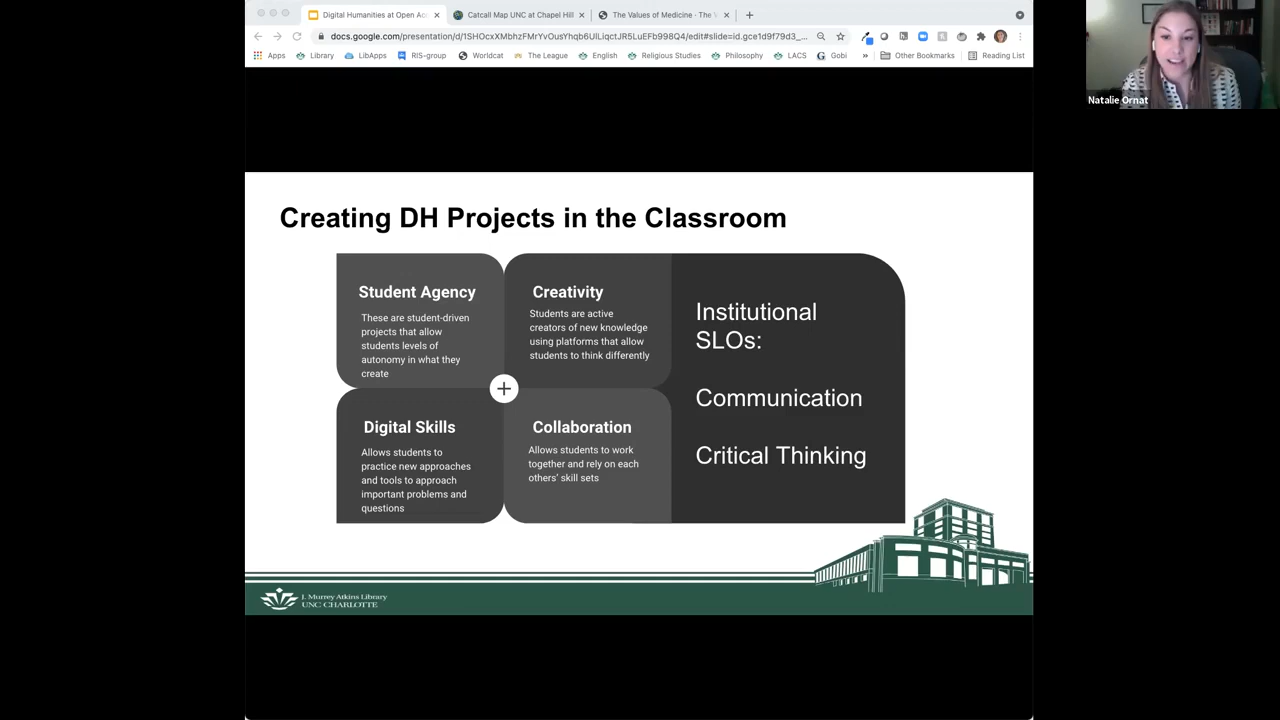 Digital Humanities at Open Ac
Catcall Map UNC at Chapel Hill
The Values of Medicine · The V
docs.google.com/presentation/d/1SHOcxXMbhzFMrYvOusYhqb6UlLiqctJR5LuEFb998Q4/edit#slide=id.gce1d9f79d3_...
Apps Library LibApps RIS-group Worldcat The League English Religious Studies Philosophy LACS Gobi » Other Bookmarks Reading List
Natalie Ornat
Creating DH Projects in the Classroom
Student Agency
These are student-driven
projects that allow
students levels of
autonomy in what they
create
Creativity
Students are active
creators of new knowledge
using platforms that allow
students to think differently
Digital Skills
Allows students to
practice new approaches
and tools to approach
important problems and
questions
Collaboration
Allows students to work
together and rely on each
others' skill sets
Institutional
SLOs:
Communication
Critical Thinking
J. Murrey Atkins Library
UNC CHARLOTTE